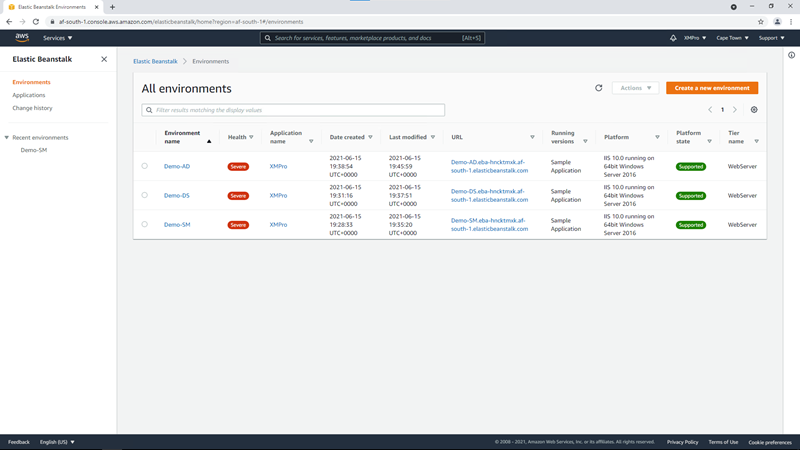 Elastic Beanstalk Environments
af-south-1.console.aws.amazon.com/elasticbeanstalk/home?region=af-south-1#/environments
aws Services Search for services, features, marketplace products, and docs [Alt+S] XMPro Cape Town Support
Elastic Beanstalk
Environments
Applications
Change history
Recent environments
Demo-SM
Elastic Beanstalk > Environments
All environments
Actions Create a new environment
Filter results matching the display values
1
Environment name Health Application name Date created Last modified URL Running versions Platform Platform state Tier name
Demo-AD Severe XMPro 2021-06-15 19:38:54 UTC+0000 2021-06-15 19:45:59 UTC+0000 Demo-AD.eba-hncktmxk.af-south-1.elasticbeanstalk.com Sample Application IIS 10.0 running on 64bit Windows Server 2016 Supported WebServer
Demo-DS Severe XMPro 2021-06-15 19:31:16 UTC+0000 2021-06-15 19:37:51 UTC+0000 Demo-DS.eba-hncktmxk.af-south-1.elasticbeanstalk.com Sample Application IIS 10.0 running on 64bit Windows Server 2016 Supported WebServer
Demo-SM Severe XMPro 2021-06-15 19:28:33 UTC+0000 2021-06-15 19:35:20 UTC+0000 Demo-SM.eba-hncktmxk.af-south-1.elasticbeanstalk.com Sample Application IIS 10.0 running on 64bit Windows Server 2016 Supported WebServer
Feedback English (US) © 2008 - 2021, Amazon Web Services, Inc. or its affiliates. All rights reserved. Privacy Policy Terms of Use Cookie preferences